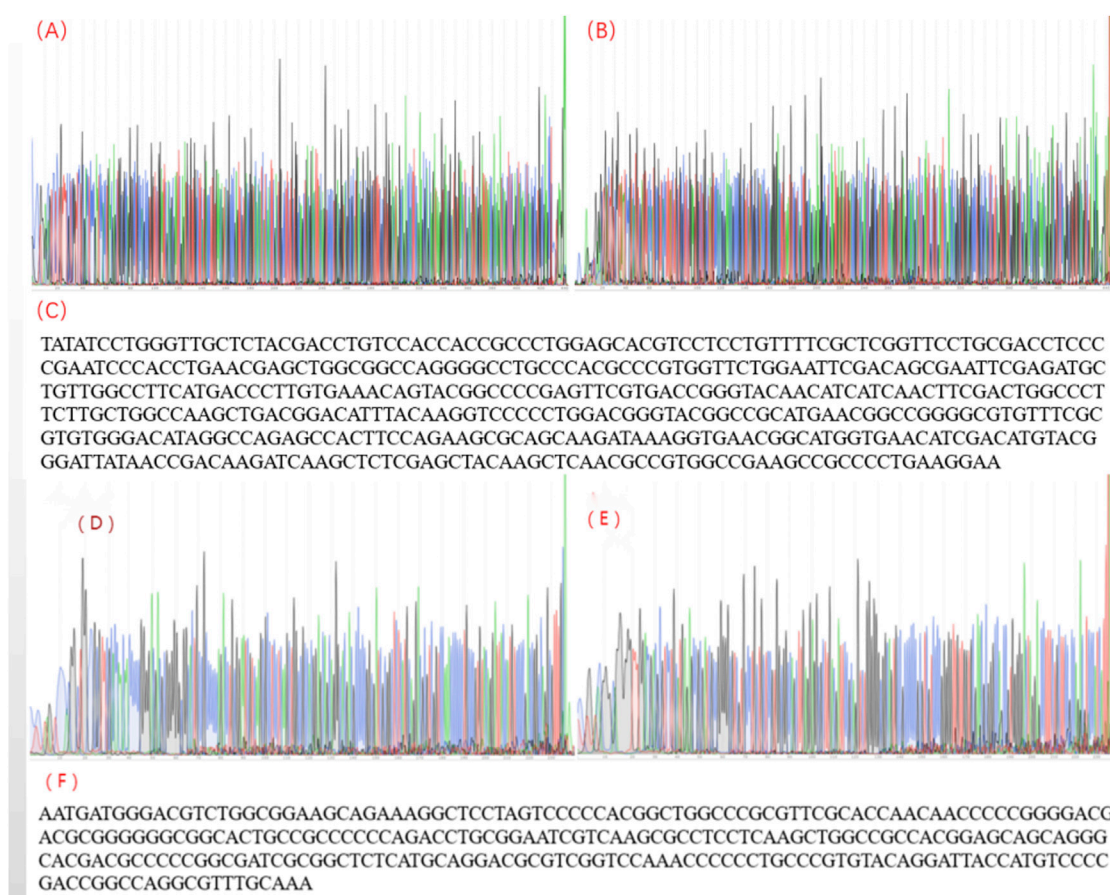 (A)
(B)
(C)
TATATCCTGGGTTGCTCTACGACCTGTCCACCACCGCCCTGGAGCACGTCCTCCTGTTTTCGCTCGGTTCCTGCGACCTCCC
CGAATCCCACCTGAACGAGCTGGCGGCCAGGGGCCTGCCCACGCCCGTGGTTCTGGAATTCGACAGCGAATTCGAGATGC
TGTTGGCCTTCATGACCCTTGTGAAACAGTACGGCCCCGAGTTCGTGACCGGGTACAACATCATCAACTTCGACTGGCCCT
TCTTGCTGGCCAAGCTGACGGACATTTACAAGGTCCCCCTGGACGGGTACGGCCGCATGAACGGCCGGGGCGTGTTTCGC
GTGTGGGACATAGGCCAGAGCCACTTCCAGAAGCGCAGCAAGATAAAGGTGAACGGCATGGTGAACATCGACATGTACG
GGATTATAACCGACAAGATCAAGCTCTCGAGCTACAAGCTCAACGCCGTGGCCGAAGCCGCCCCTGAAGGAA
(D)
(E)
(F)
AATGATGGGACGTCTGGCGGAAGCAGAAAGGCTCCTAGTCCCCCACGGCTGGCCCGCGTTCGCACCAACAACCCCCGGGGACG
ACGCGGGGGGCGGCACTGCCGCCCCCCAGACCTGCGGAATCGTCAAGCGCCTCCTCAAGCTGGCCGCCACGGAGCAGCAGGG
CACGACGCCCCCGGCGATCGCGGCTCTCATGCAGGACGCGTCGGTCCAAACCCCCCTGCCCGTGTACAGGATTACCATGTCCCC
GACCGGCCAGGCGTTTGCAAA